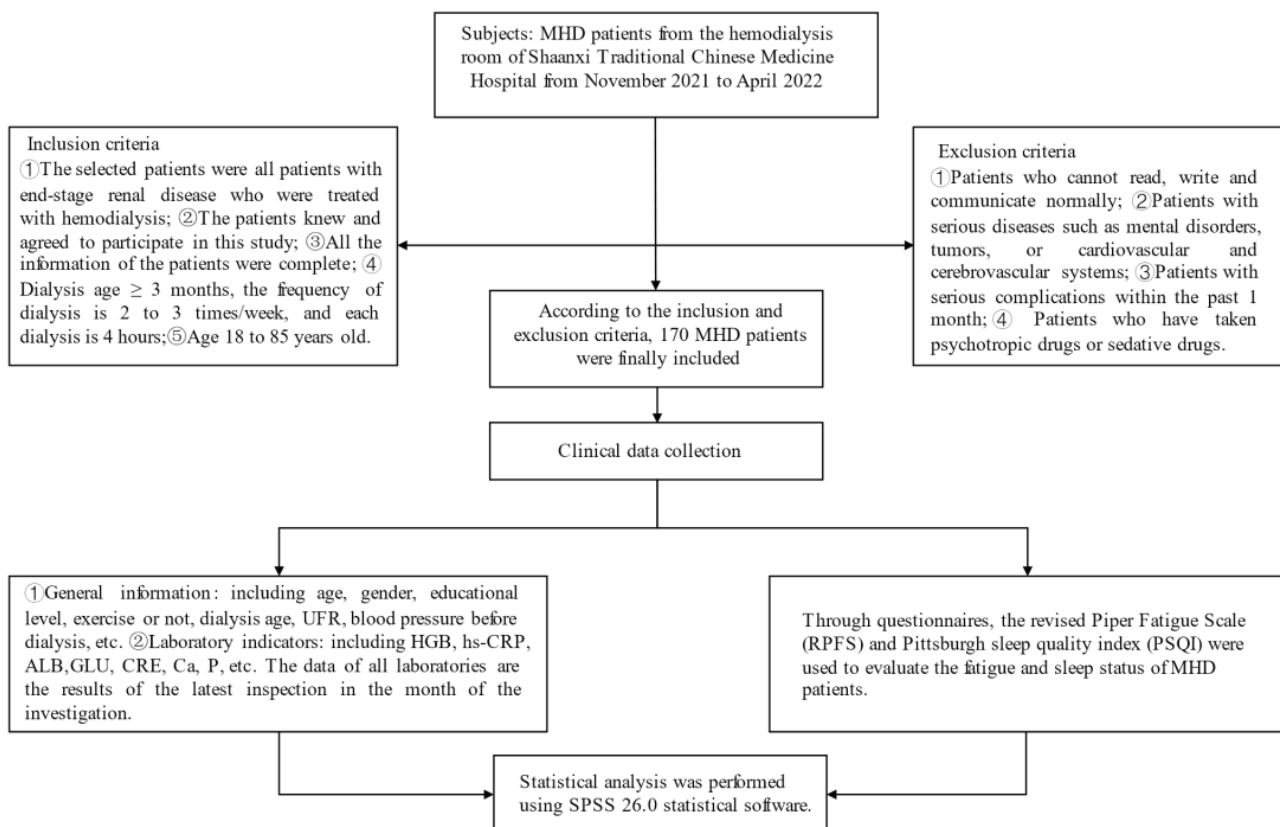 Subjects: MHD patients from the hemodialysis
room of Shaanxi Traditional Chinese Medicine
Hospital from November 2021 to April 2022
Inclusion criteria
①The selected patients were all patients with
end-stage renal disease who were treated
with hemodialysis; ②The patients knew and
agreed to participate in this study; ③All the
information of the patients were complete; ④
Dialysis age ≥ 3 months, the frequency of
dialysis is 2 to 3 times/week, and each
dialysis is 4 hours;⑤Age 18 to 85 years old.
Exclusion criteria
①Patients who cannot read, write and
communicate normally; ②Patients with
serious diseases such as mental disorders,
tumors, or cardiovascular and
cerebrovascular systems; ③Patients with
serious complications within the past 1
month; ④ Patients who have taken
psychotropic drugs or sedative drugs.
According to the inclusion and
exclusion criteria, 170 MHD patients
were finally included
Clinical data collection
①General information: including age, gender, educational
level, exercise or not, dialysis age, UFR, blood pressure before
dialysis, etc. ②Laboratory indicators: including HGB, hs-CRP,
ALB,GLU, CRE, Ca, P, etc. The data of all laboratories are
the results of the latest inspection in the month of the
investigation.
Through questionnaires, the revised Piper Fatigue Scale
(RPFS) and Pittsburgh sleep quality index (PSQI) were
used to evaluate the fatigue and sleep status of MHD
patients.
Statistical analysis was performed
using SPSS 26.0 statistical software.